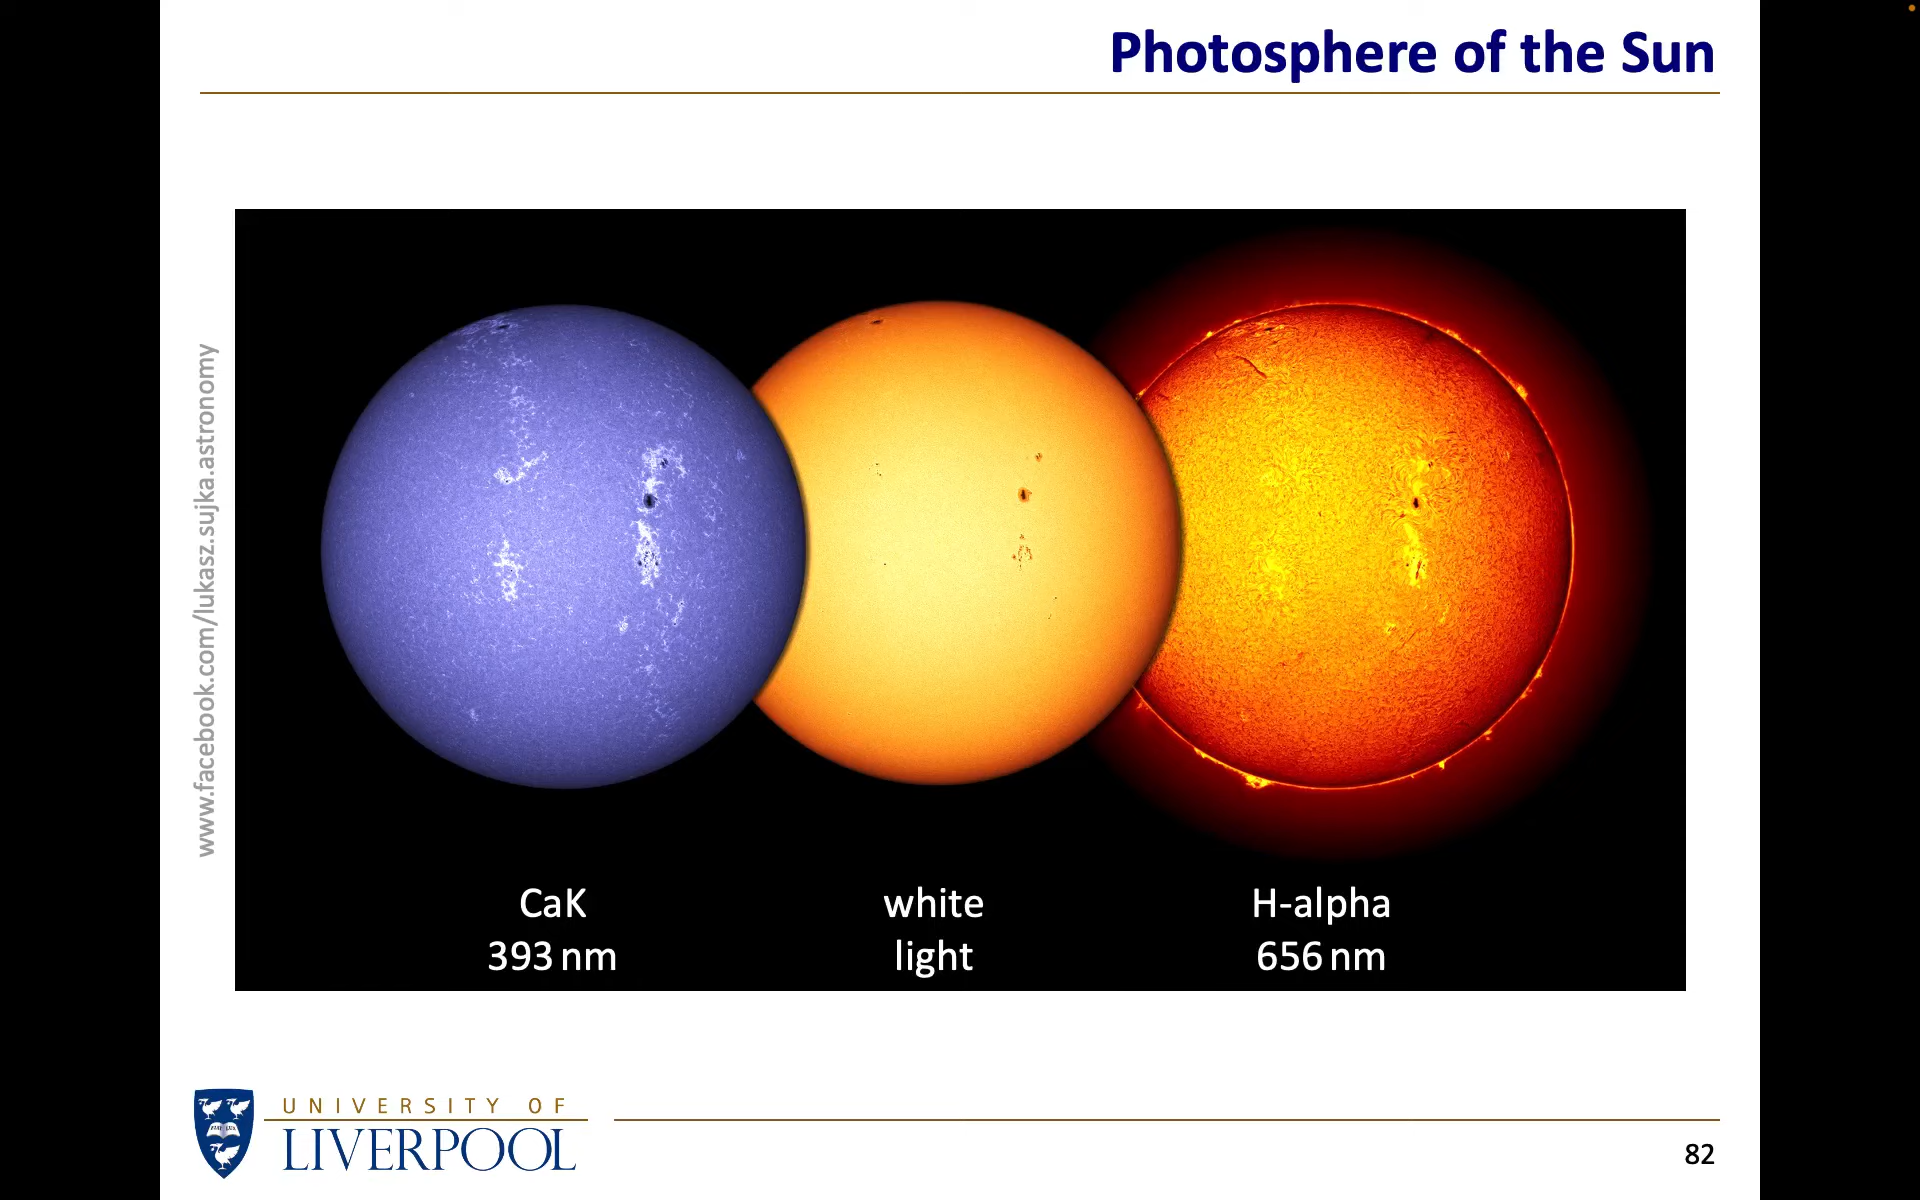 Photosphere of the Sun
www.facebook.com/lukasz.sujka.astronomy
CaK
393 nm
white
light
H-alpha
656 nm
UNIVERSITY OF
LIVERPOOL
82